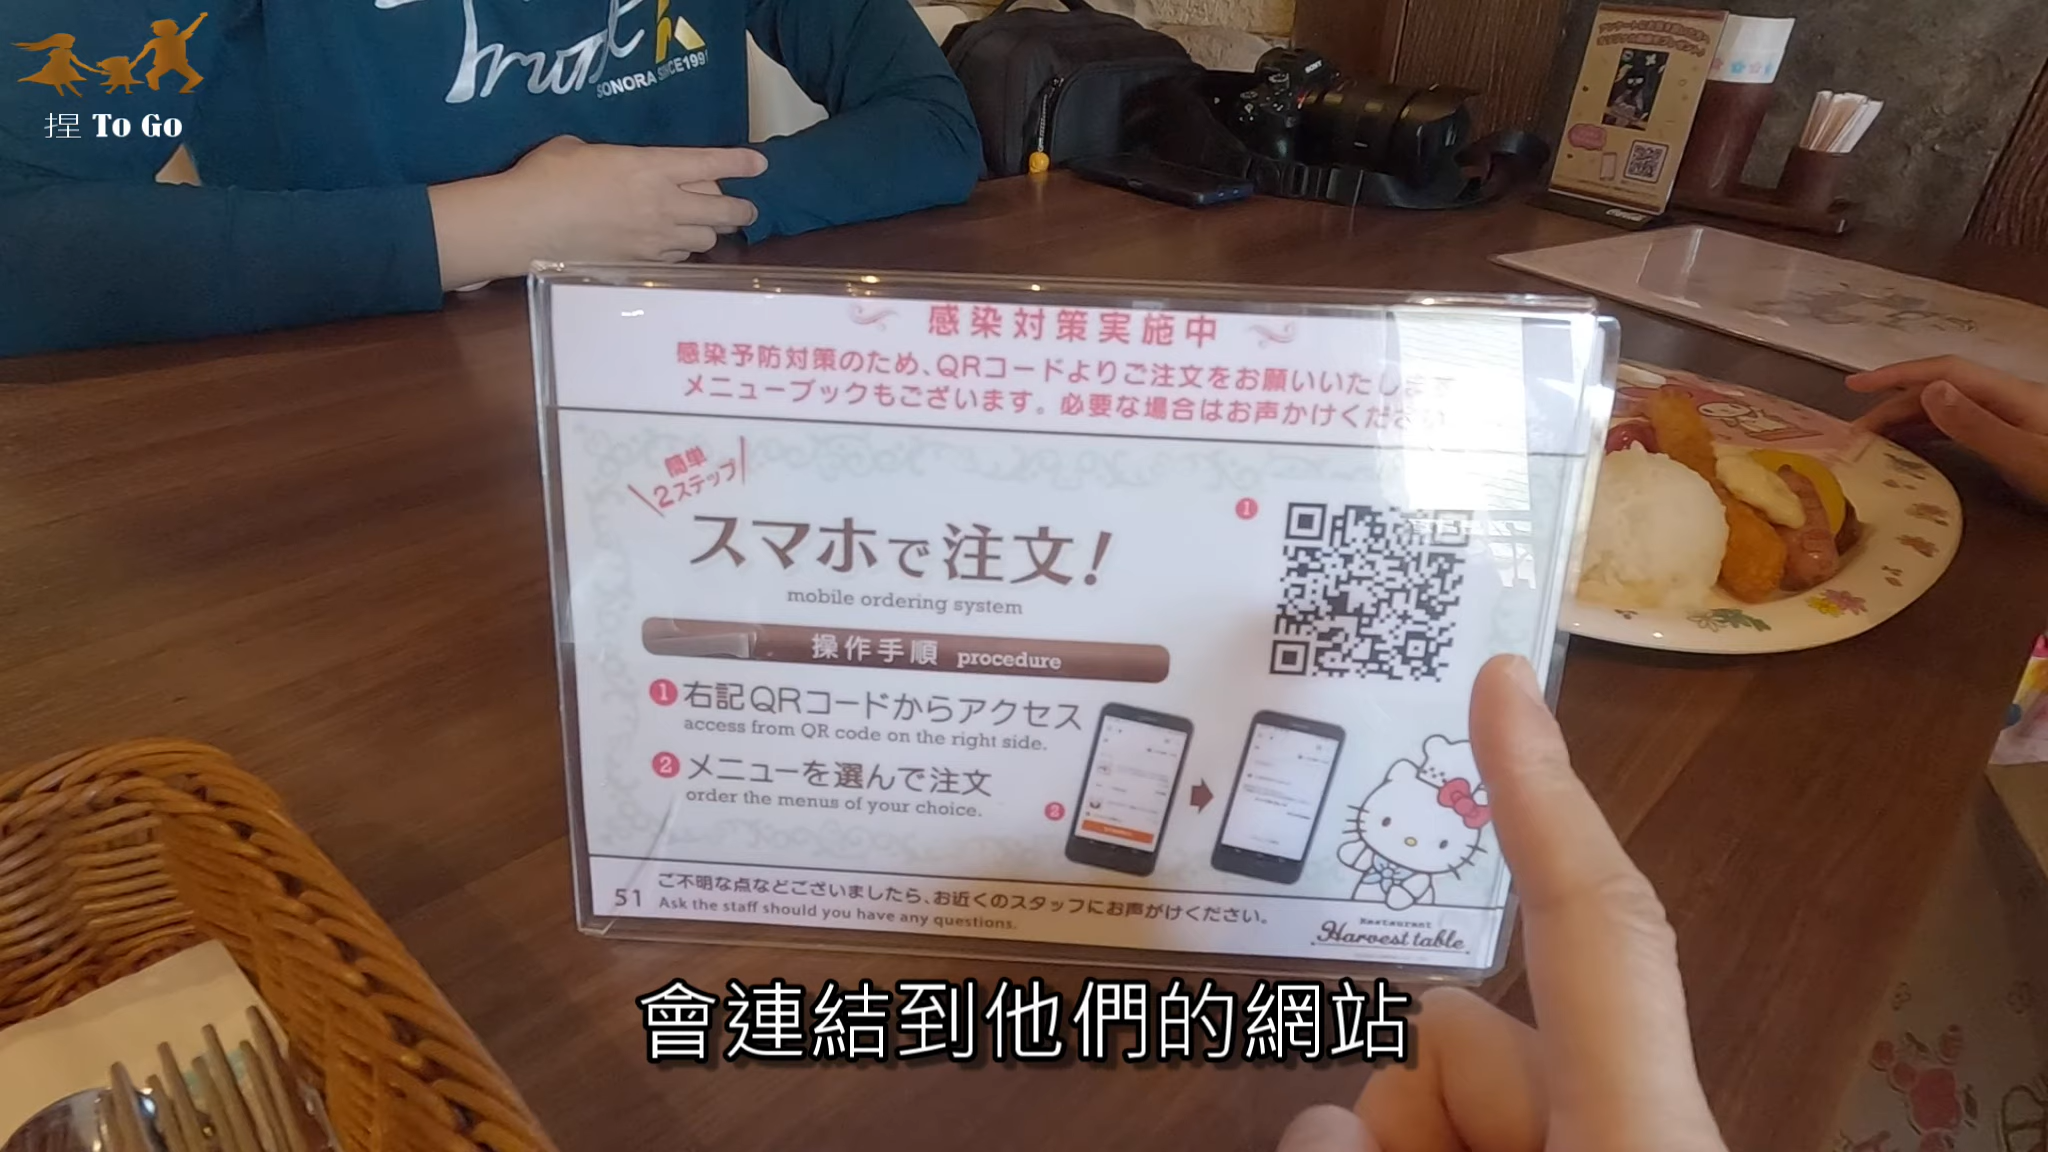 捏 To Go
Trust
SONORA SINCE 1991
SONY
感染対策実施中
感染予防対策のため、QRコードよりご注文をお願いいたします
メニューブックもございます。必要な場合はお声かけください
簡単
2ステップ
スマホで注文!
mobile ordering system
操作手順 procedure
1 右記QRコードからアクセス
access from QR code on the right side.
2 メニューを選んで注文
order the menus of your choice.
1
2
51 ご不明な点などございましたら、お近くのスタッフにお声がけください。
Ask the staff should you have any questions.
Restaurant
Harvest table
會連結到他們的網站